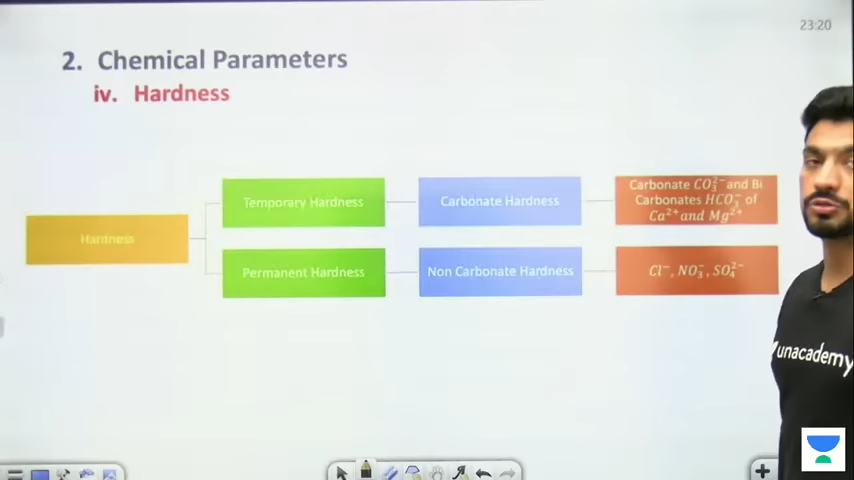 23:20
2. Chemical Parameters
iv. Hardness
Hardness
Temporary Hardness
Carbonate Hardness
Carbonate CO₃²⁻ and Bi
Carbonates HCO₃⁻ of
Ca²⁺ and Mg²⁺
Permanent Hardness
Non Carbonate Hardness
Cl⁻, NO₃⁻, SO₄²⁻
unacademy